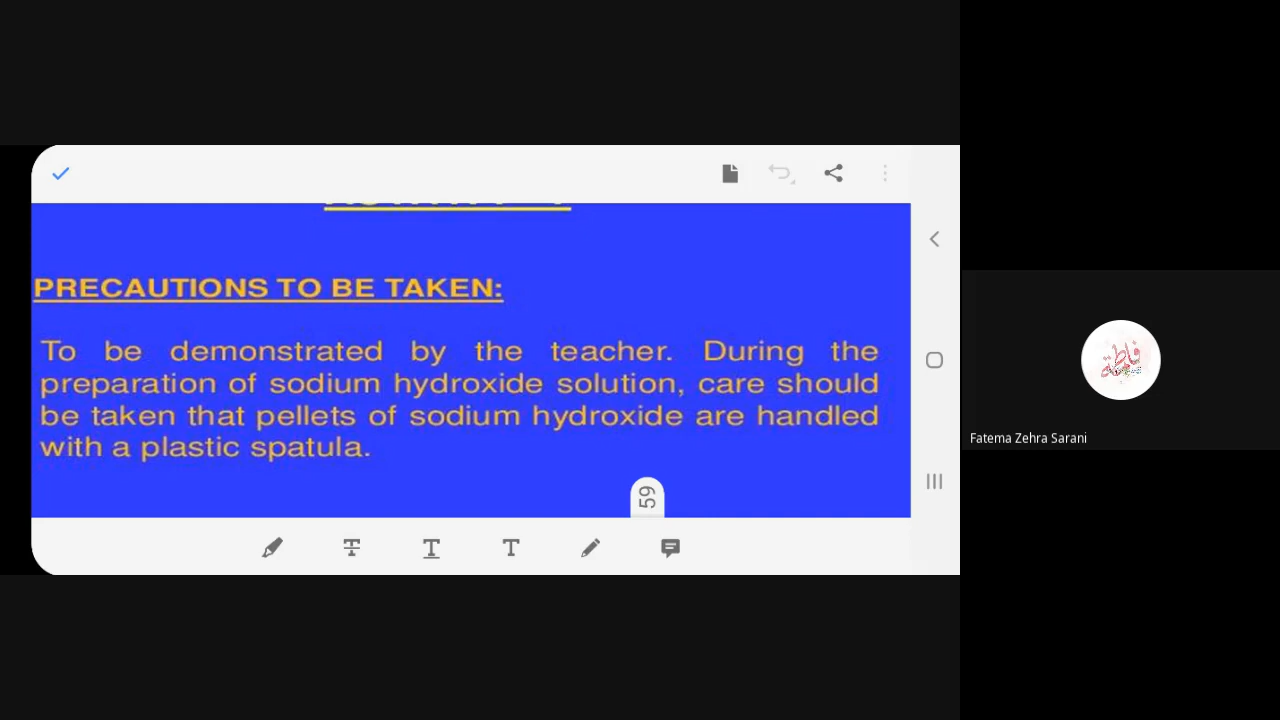 PRECAUTIONS TO BE TAKEN:
To be demonstrated by the teacher. During the
preparation of sodium hydroxide solution, care should
be taken that pellets of sodium hydroxide are handled
with a plastic spatula.
59
Fatema Zehra Sarani